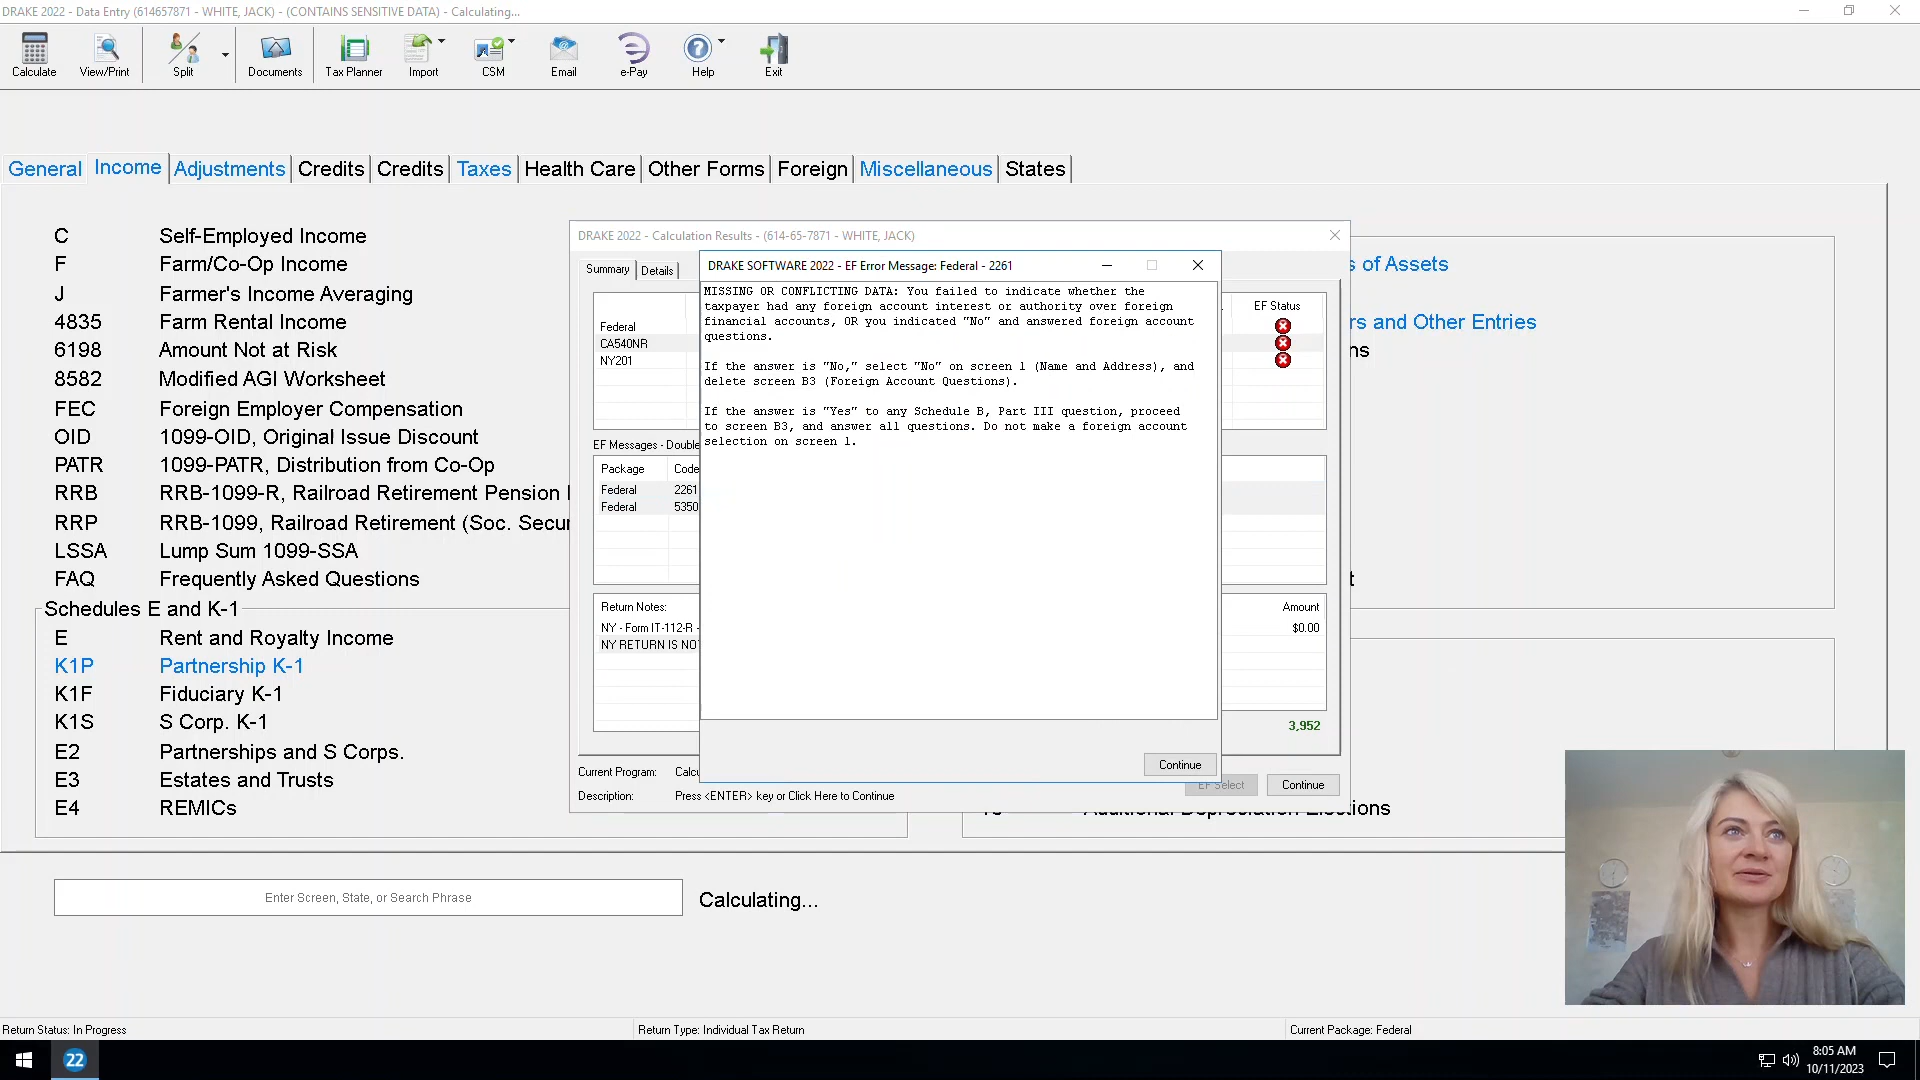 DRAKE 2022 - Data Entry (614657871 - WHITE, JACK) - (CONTAINS SENSITIVE DATA) - Calculating...
Calculate View/Print Split Documents Tax Planner Import CSM Email e-Pay Help Exit
General Income Adjustments Credits Credits Taxes Health Care Other Forms Foreign Miscellaneous States
C Self-Employed Income
F Farm/Co-Op Income
J Farmer's Income Averaging
4835 Farm Rental Income
6198 Amount Not at Risk
8582 Modified AGI Worksheet
FEC Foreign Employer Compensation
OID 1099-OID, Original Issue Discount
PATR 1099-PATR, Distribution from Co-Op
RRB RRB-1099-R, Railroad Retirement Pension
RRP RRB-1099, Railroad Retirement (Soc. Secur
LSSA Lump Sum 1099-SSA
FAQ Frequently Asked Questions
Schedules E and K-1
E Rent and Royalty Income
K1P Partnership K-1
K1F Fiduciary K-1
K1S S Corp. K-1
E2 Partnerships and S Corps.
E3 Estates and Trusts
E4 REMICs
DRAKE 2022 - Calculation Results - (614-65-7871 - WHITE, JACK)
Summary Details
EF Status
Federal
CA540NR
NY201
EF Messages - Double
Package Code
Federal 2261
Federal 5350
Return Notes: Amount
NY - Form IT-112-R - $0.00
NY RETURN IS NO
3,952
Current Program: Calcu
Description: Press <ENTER> key or Click Here to Continue
EF Select Continue
DRAKE SOFTWARE 2022 - EF Error Message: Federal - 2261
MISSING OR CONFLICTING DATA: You failed to indicate whether the
taxpayer had any foreign account interest or authority over foreign
financial accounts, OR you indicated "No" and answered foreign account
questions.
If the answer is "No," select "No" on screen 1 (Name and Address), and
delete screen B3 (Foreign Account Questions).
If the answer is "Yes" to any Schedule B, Part III question, proceed
to screen B3, and answer all questions. Do not make a foreign account
selection on screen 1.
Continue
s of Assets
rs and Other Entries
ns
t
Additional Depreciation Elections
Enter Screen, State, or Search Phrase
Calculating...
Return Status: In Progress Return Type: Individual Tax Return Current Package: Federal
22
8:05 AM
10/11/2023